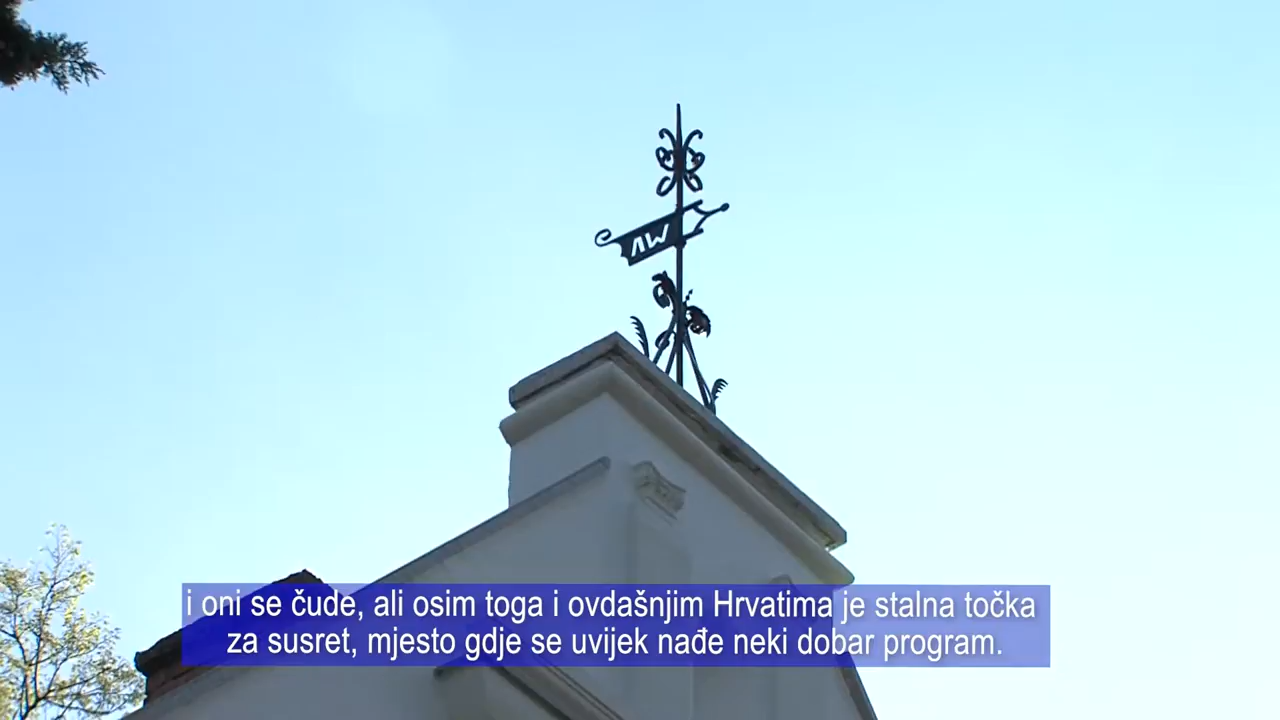 ΛW
i oni se čude, ali osim toga i ovdašnjim Hrvatima je stalna točka
za susret, mjesto gdje se uvijek nađe neki dobar program.